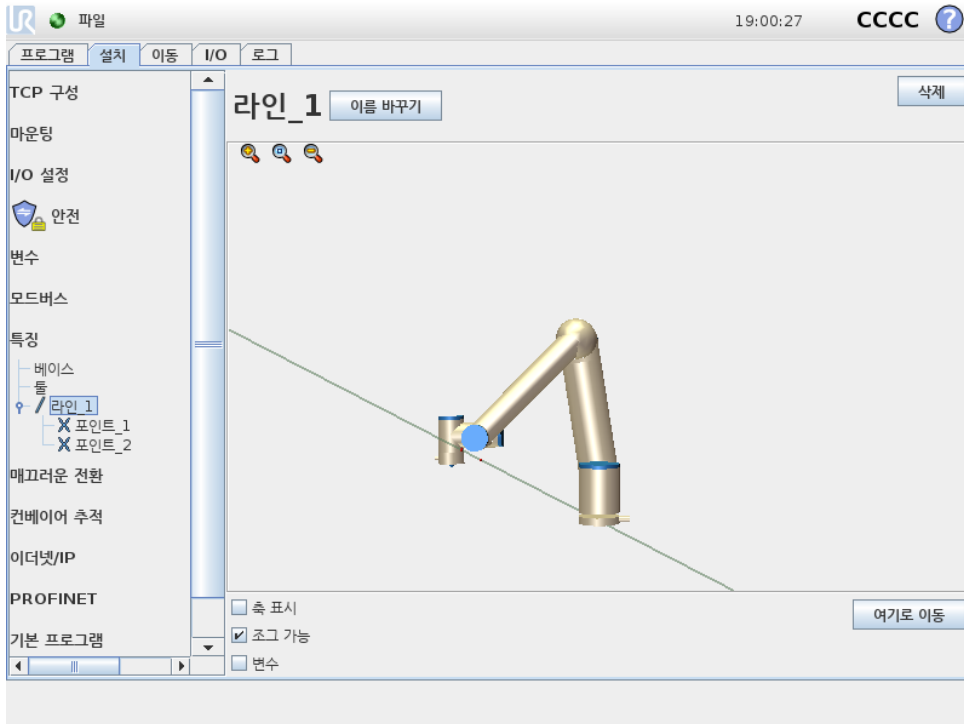 UR 파일 19:00:27 CCCC ?
프로그램 설치 이동 I/O 로그
TCP 구성
마운팅
I/O 설정
안전
변수
모드버스
특징
베이스
툴
라인_1
포인트_1
포인트_2
매끄러운 전환
컨베이어 추적
이더넷/IP
PROFINET
기본 프로그램
라인_1 이름 바꾸기 삭제
축 표시
조그 가능
변수
여기로 이동